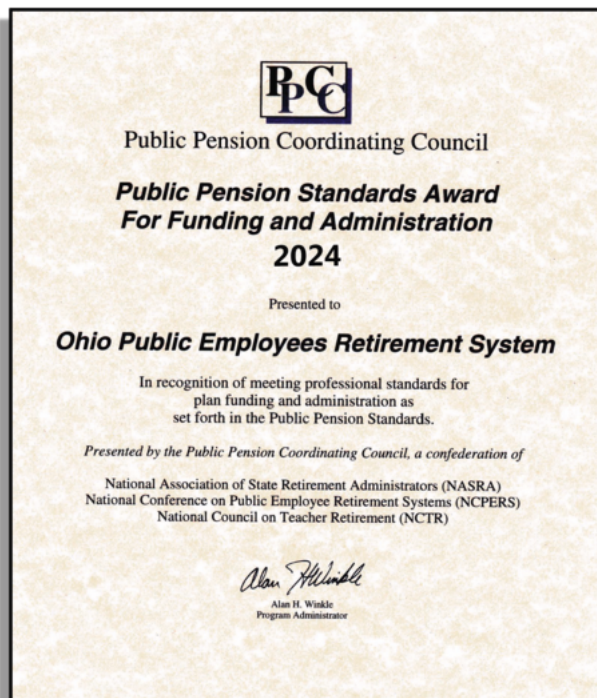 PPCC
Public Pension Coordinating Council
Public Pension Standards Award
For Funding and Administration
2024
Presented to
Ohio Public Employees Retirement System
In recognition of meeting professional standards for
plan funding and administration as
set forth in the Public Pension Standards.
Presented by the Public Pension Coordinating Council, a confederation of
National Association of State Retirement Administrators (NASRA)
National Conference on Public Employee Retirement Systems (NCPERS)
National Council on Teacher Retirement (NCTR)
Alan H Winkle
Alan H. Winkle
Program Administrator